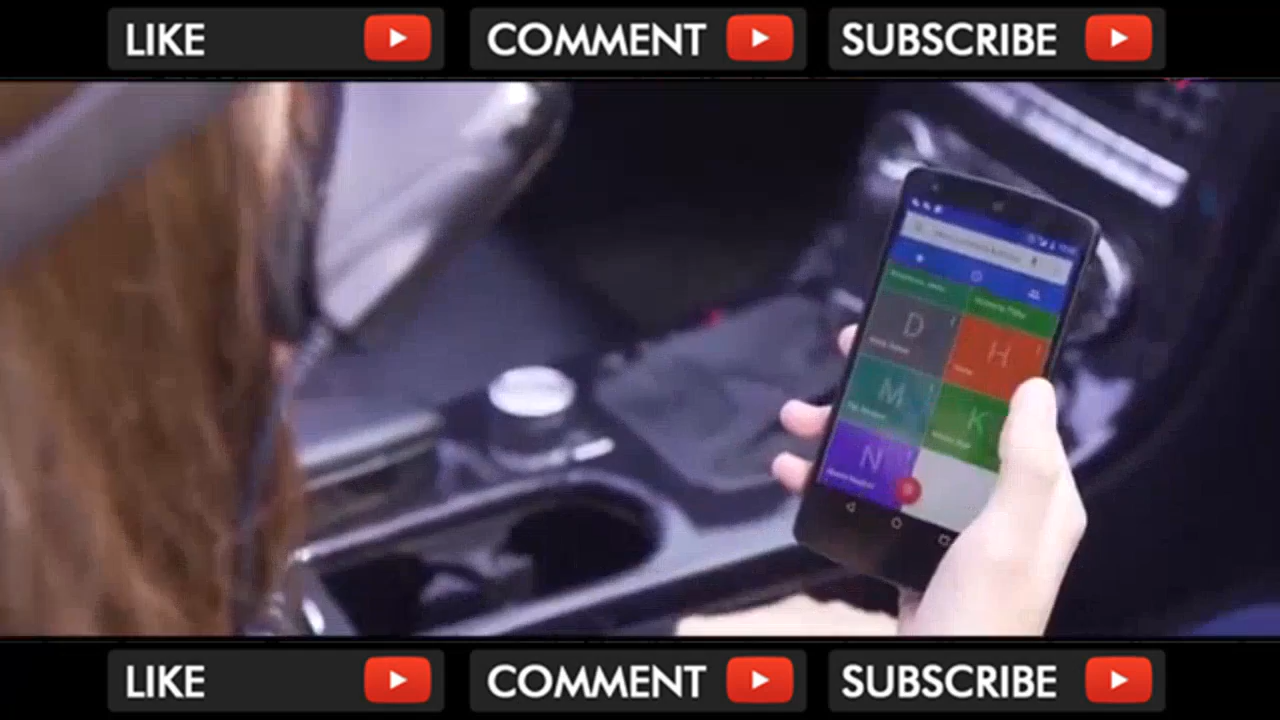 LIKE
COMMENT
SUBSCRIBE
D
H
M
K
N
LIKE
COMMENT
SUBSCRIBE